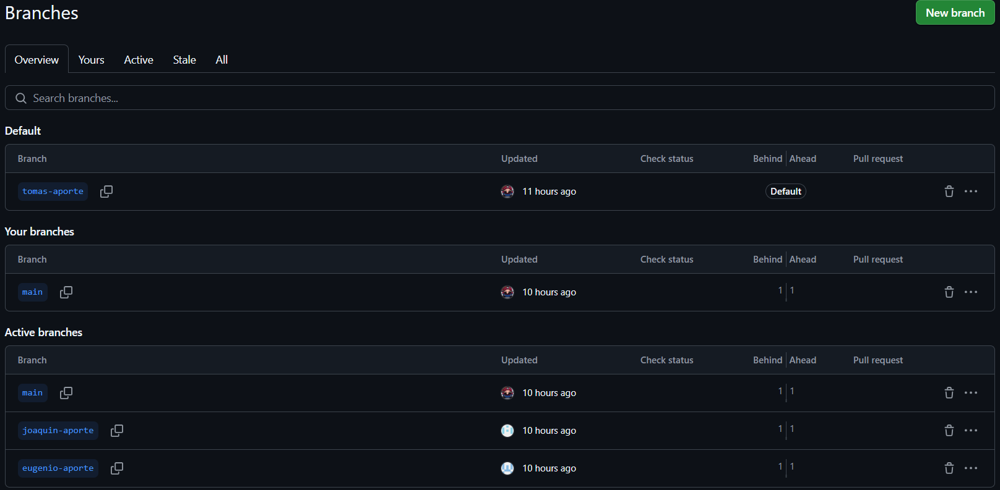 Branches
New branch
Overview Yours Active Stale All
Search branches...
Default
Branch Updated Check status Behind Ahead Pull request
tomas-aporte 11 hours ago Default
Your branches
Branch Updated Check status Behind Ahead Pull request
main 10 hours ago 1 1
Active branches
Branch Updated Check status Behind Ahead Pull request
main 10 hours ago 1 1
joaquin-aporte 10 hours ago 1 1
eugenio-aporte 10 hours ago 1 1